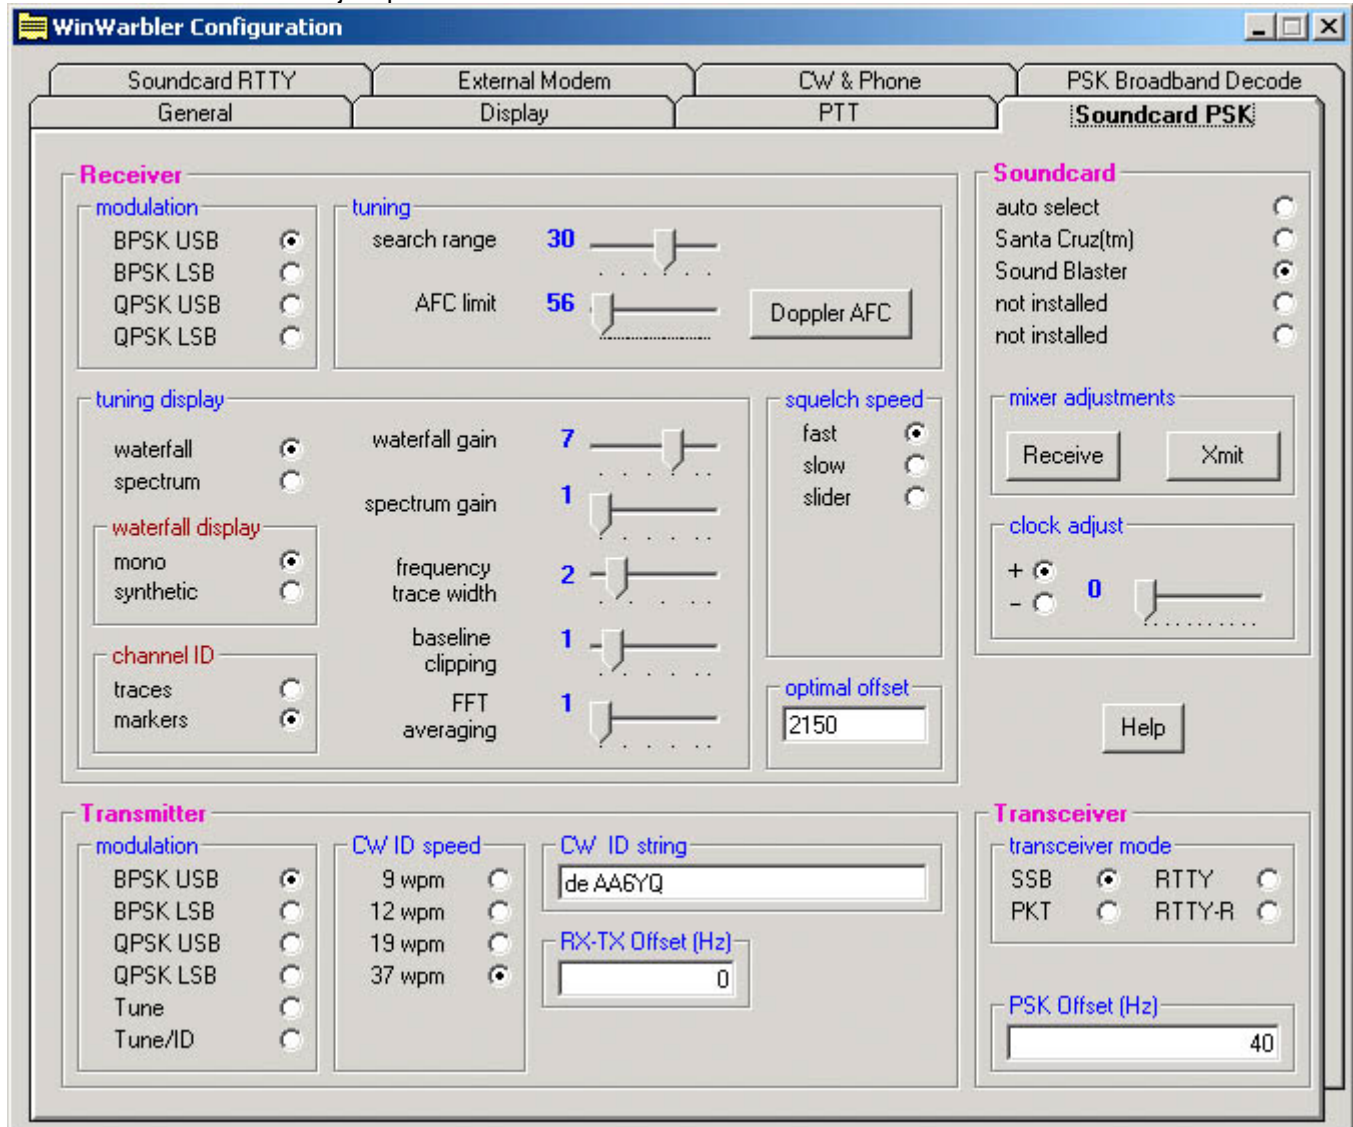 WinWarbler Configuration
Soundcard RTTY External Modem CW & Phone PSK Broadband Decode
General Display PTT Soundcard PSK
Receiver
modulation
BPSK USB
BPSK LSB
QPSK USB
QPSK LSB
tuning
search range 30
AFC limit 56
Doppler AFC
tuning display
waterfall
spectrum
waterfall display
mono
synthetic
channel ID
traces
markers
waterfall gain 7
spectrum gain 1
frequency
trace width 2
baseline
clipping 1
FFT
averaging 1
squelch speed
fast
slow
slider
optimal offset
2150
Soundcard
auto select
Santa Cruz(tm)
Sound Blaster
not installed
not installed
mixer adjustments
Receive Xmit
clock adjust
+
- 0
Help
Transmitter
modulation
BPSK USB
BPSK LSB
QPSK USB
QPSK LSB
Tune
Tune/ID
CW ID speed
9 wpm
12 wpm
19 wpm
37 wpm
CW ID string
de AA6YQ
RX-TX Offset (Hz)
0
Transceiver
transceiver mode
SSB RTTY
PKT RTTY-R
PSK Offset (Hz)
40